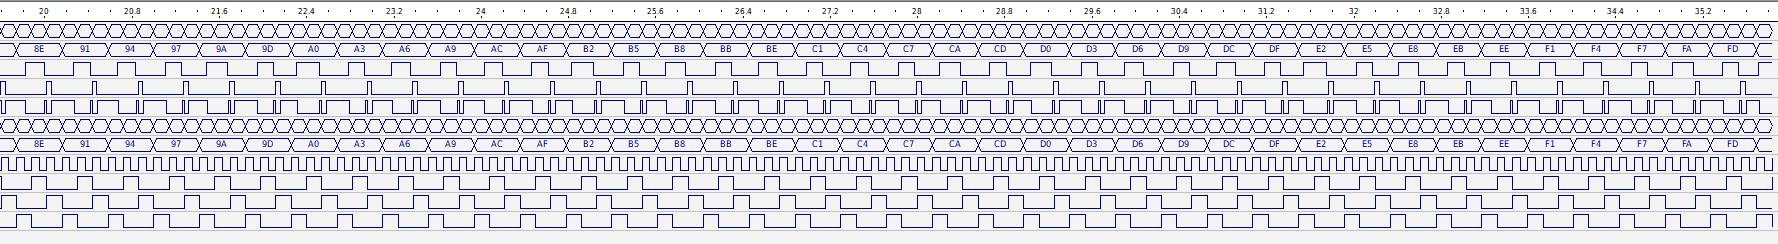 20 20.8 21.6 22.4 23.2 24 24.8 25.6 26.4 27.2 28 28.8 29.6 30.4 31.2 32 32.8 33.6 34.4 35.2
8E 91 94 97 9A 9D A0 A3 A6 A9 AC AF B2 B5 B8 BB BE C1 C4 C7 CA CD D0 D3 D6 D9 DC DF E2 E5 E8 EB EE F1 F4 F7 FA FD
8E 91 94 97 9A 9D A0 A3 A6 A9 AC AF B2 B5 B8 BB BE C1 C4 C7 CA CD D0 D3 D6 D9 DC DF E2 E5 E8 EB EE F1 F4 F7 FA FD